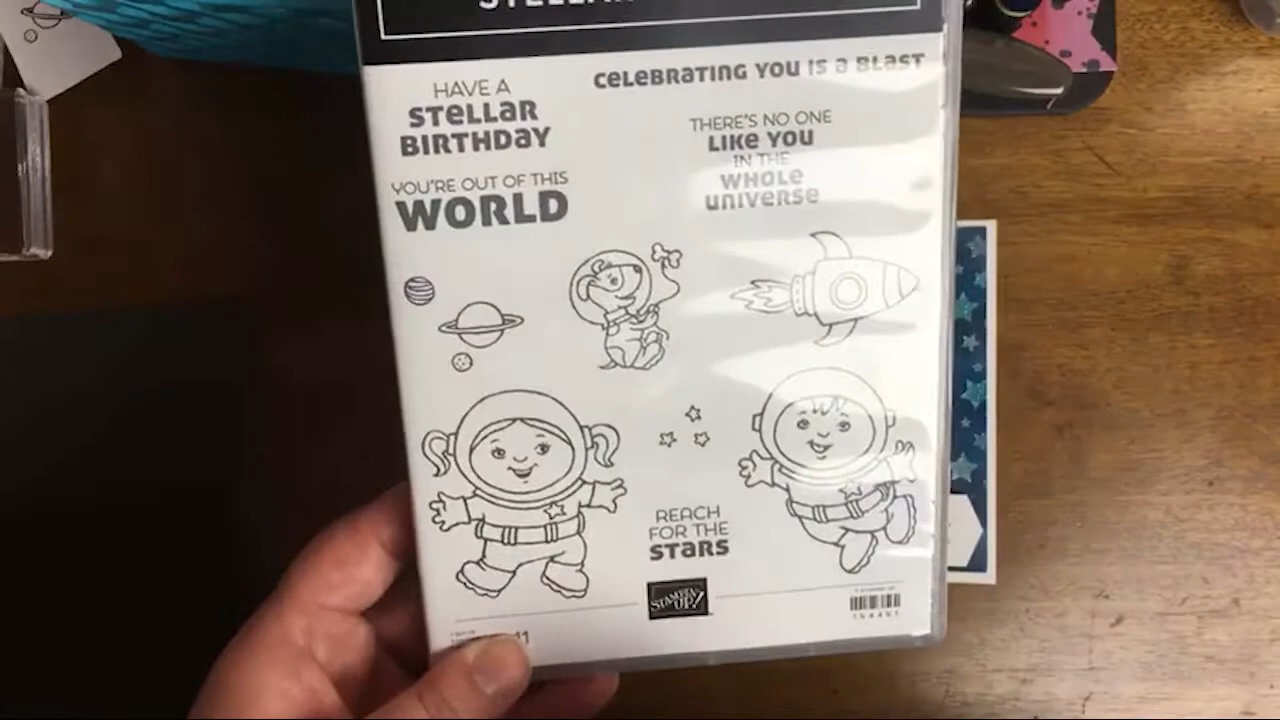 STELLAR
HAVE A
STELLAR
BIRTHDAY
CELEBRATING YOU IS A BLAST
YOU'RE OUT OF THIS
WORLD
THERE'S NO ONE
LIKE YOU
IN THE
WHOLE
UNIVERSE
REACH
FOR THE
STARS
STAMPIN'
UP!